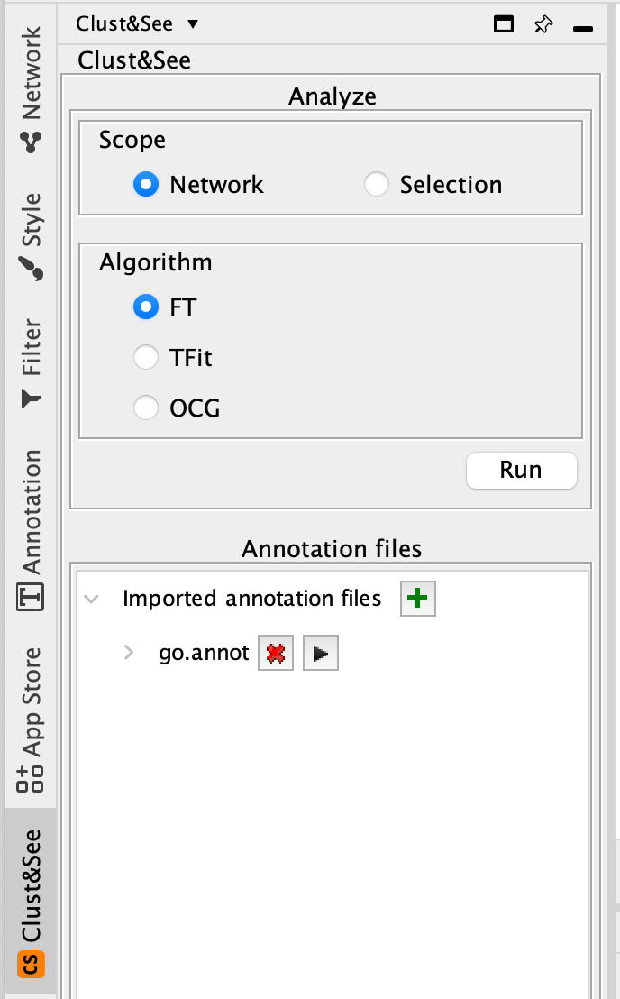 Clust&See
Clust&See
Analyze
Scope
Network
Selection
Algorithm
FT
TFit
OCG
Run
Annotation files
Imported annotation files
go.annot
Network
Style
Filter
Annotation
App Store
Clust&See
CS